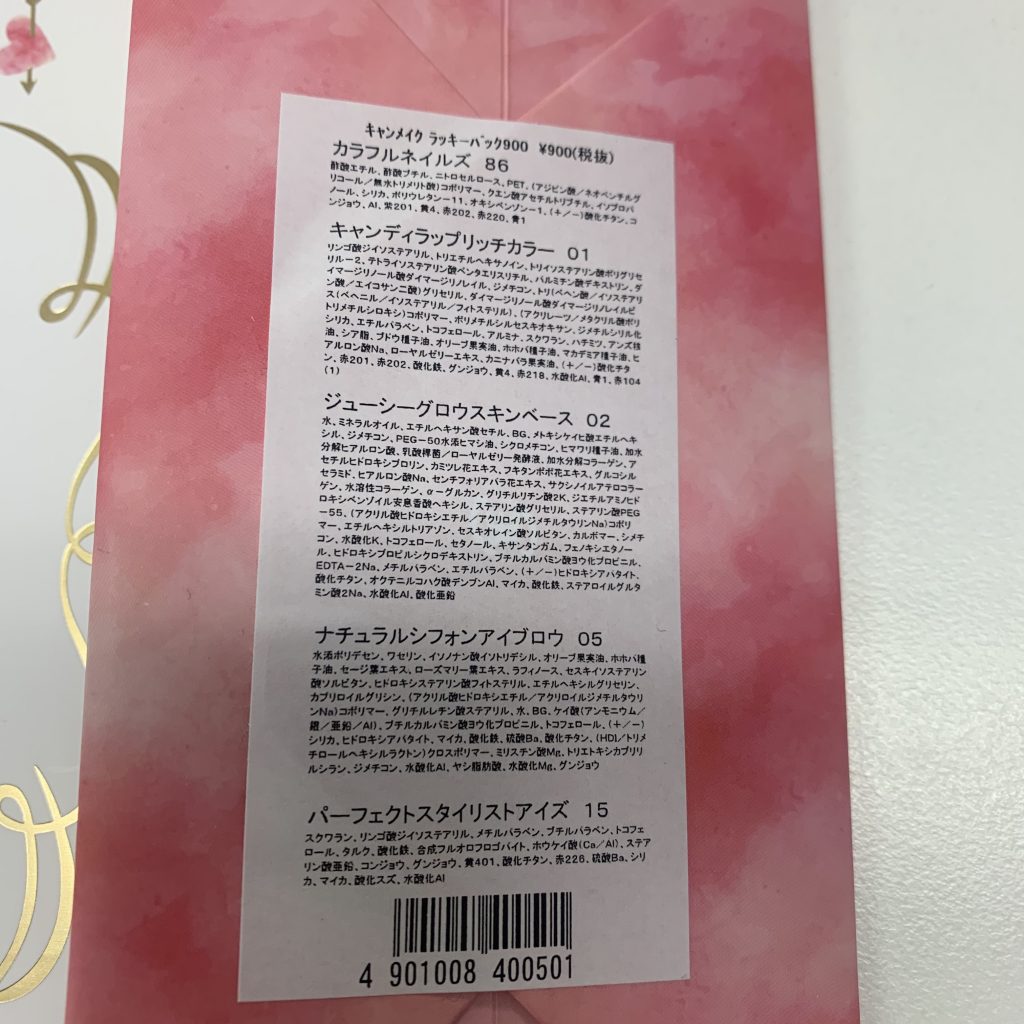 キャンメイク ラッキーパック900 ¥900(税抜)
カラフルネイルズ 86
酢酸エチル、酢酸ブチル、ニトロセルロース、PET、(アジピン酸/ネオペンチルグ
リコール/無水トリメリト酸)コポリマー、クエン酸アセチルトリブチル、イソプロパ
ノール、シリカ、ポリウレタン-11、オキシベンゾン-1、(+/-)酸化チタン、コ
ンジョウ、Al、紫201、黄4、赤202、赤220、青1
キャンディラップリッチカラー 01
リンゴ酸ジイソステアリル、トリエチルヘキサノイン、トリイソステアリン酸ポリグリセ
リル-2、テトライソステアリン酸ペンタエリスリチル、パルミチン酸デキストリン、ダ
イマージリノール酸ダイマージリノレイル、ジメチコン、トリ(ベヘン酸/イソステアリ
ン酸/エイコサン二酸)グリセリル、ダイマージリノール酸ダイマージリノレイルビ
ス(ベヘニル/イソステアリル/フィトステリル)、(アクリレーツ/メタクリル酸ポリ
トリメチルシロキシ)コポリマー、ポリメチルシルセスキオキサン、ジメチルシリル化
シリカ、エチルパラベン、トコフェロール、アルミナ、スクワラン、ハチミツ、アンズ核
油、シア脂、ブドウ種子油、オリーブ果実油、ホホバ種子油、マカデミア種子油、ヒ
アルロン酸Na、ローヤルゼリーエキス、カニナバラ果実油、(+/-)酸化チタ
ン、赤201、赤202、酸化鉄、グンジョウ、黄4、赤218、水酸化Al、青1、赤104
(1)
ジューシーグロウスキンベース 02
水、ミネラルオイル、エチルヘキサン酸セチル、BG、メトキシケイヒ酸エチルヘキ
シル、ジメチコン、PEG-50水添ヒマシ油、シクロメチコン、ヒマワリ種子油、加水
分解ヒアルロン酸、乳酸桿菌/ローヤルゼリー発酵液、加水分解コラーゲン、ア
セチルヒドロキシプロリン、カミツレ花エキス、フキタンポポ花エキス、グルコシル
セラミド、ヒアルロン酸Na、センチフォリアバラ花エキス、サクシノイルアテロコラー
ゲン、水溶性コラーゲン、α-グルカン、グリチルリチン酸2K、ジエチルアミノヒド
ロキシベンゾイル安息香酸ヘキシル、ステアリン酸グリセリル、ステアリン酸PEG
-55、(アクリル酸ヒドロキシエチル/アクリロイルジメチルタウリンNa)コポリ
マー、エチルヘキシルトリアゾン、セスキオレイン酸ソルビタン、カルボマー、シメチ
コン、水酸化K、トコフェロール、セタノール、キサンタンガム、フェノキシエタノー
ル、ヒドロキシプロピルシクロデキストリン、ブチルカルバミン酸ヨウ化プロピニル、
EDTA-2Na、メチルパラベン、エチルパラベン、(+/-)ヒドロキシアパタイト、
酸化チタン、オクテニルコハク酸デンプンAl、マイカ、酸化鉄、ステアロイルグルタ
ミン酸2Na、水酸化Al、酸化亜鉛
ナチュラルシフォンアイブロウ 05
水添ポリデセン、ワセリン、イソノナン酸イソトリデシル、オリーブ果実油、ホホバ種
子油、セージ葉エキス、ローズマリー葉エキス、ラフィノース、セスキイソステアリン
酸ソルビタン、ヒドロキシステアリン酸フィトステリル、エチルヘキシルグリセリン、
カプリロイルグリシン、(アクリル酸ヒドロキシエチル/アクリロイルジメチルタウリ
ンNa)コポリマー、グリチルレチン酸ステアリル、水、BG、ケイ酸(アンモニウム/
銀/亜鉛/Al)、ブチルカルバミン酸ヨウ化プロピニル、トコフェロール、(+/-)
シリカ、ヒドロキシアパタイト、マイカ、酸化鉄、硫酸Ba、酸化チタン、(HDI/トリメ
チロールヘキシルラクトン)クロスポリマー、ミリスチン酸Mg、トリエトキシカプリリ
ルシラン、ジメチコン、水酸化Al、ヤシ脂肪酸、水酸化Mg、グンジョウ
パーフェクトスタイリストアイズ 15
スクワラン、リンゴ酸ジイソステアリル、メチルパラベン、ブチルパラベン、トコフェ
ロール、タルク、酸化鉄、合成フルオロフロゴパイト、ホウケイ酸(Ca/Al)、ステア
リン酸亜鉛、コンジョウ、グンジョウ、黄401、酸化チタン、赤226、硫酸Ba、シリ
カ、マイカ、酸化スズ、水酸化Al
4 901008 400501